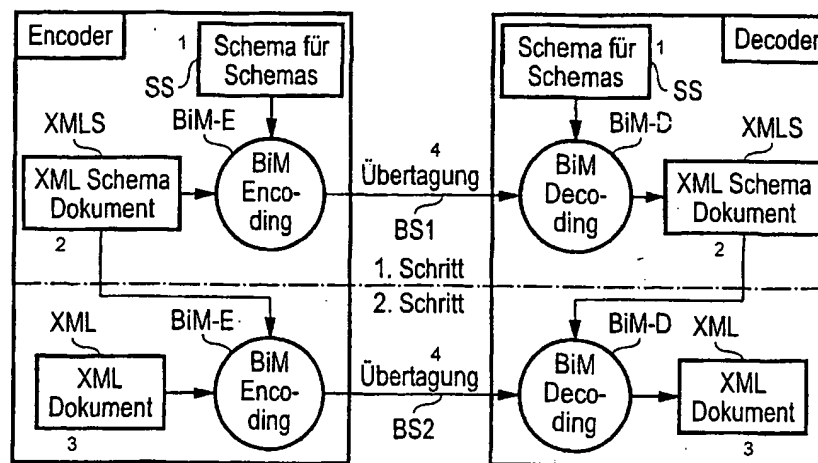 Encoder
1
Schema für
Schemas
SS
BiM-E
XMLS
XML Schema
Dokument
2
BiM
Enco-
ding
4
Übertagung
BS1
Decoder
Schema für
Schemas
1
SS
BiM-D
XMLS
BiM
Deco-
ding
XML Schema
Dokument
2
1. Schritt
2. Schritt
XML
BiM-E
XML
Dokument
3
BiM
Enco-
ding
4
Übertagung
BS2
BiM-D
XML
BiM
Deco-
ding
XML
Dokument
3